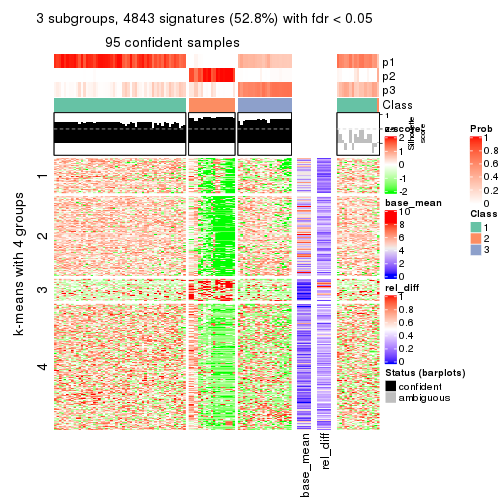 3 subgroups, 4843 signatures (52.8%) with fdr < 0.05
95 confident samples
p1
p2
p3
Class
1
Silhouette
score
k-means with 4 groups
1
2
3
4
base_mean
rel_diff
z-score
2
1
0
-1
-2
base_mean
10
8
6
4
2
0
rel_diff
1
0.8
0.6
0.4
0.2
0
Status (barplots)
confident
ambiguous
Prob
1
0.8
0.6
0.4
0.2
0
Class
1
2
3